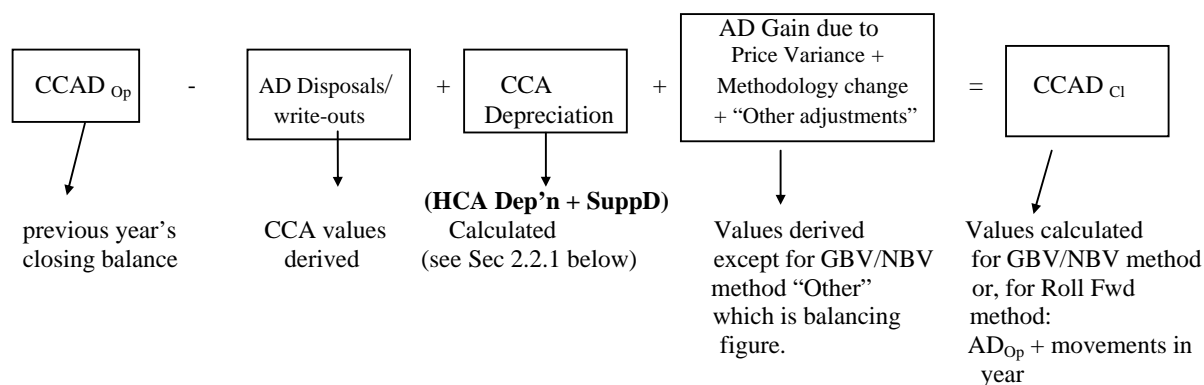 CCAD Op
-
AD Disposals/
write-outs
+
CCA
Depreciation
+
AD Gain due to
Price Variance +
Methodology change
+ “Other adjustments”
=
CCAD Cl
previous year's
closing balance
CCA values
derived
(HCA Dep’n + SuppD)
Calculated
(see Sec 2.2.1 below)
Values derived
except for GBV/NBV
method “Other”
which is balancing
figure.
Values calculated
for GBV/NBV method
or, for Roll Fwd
method:
ADOp + movements in
year